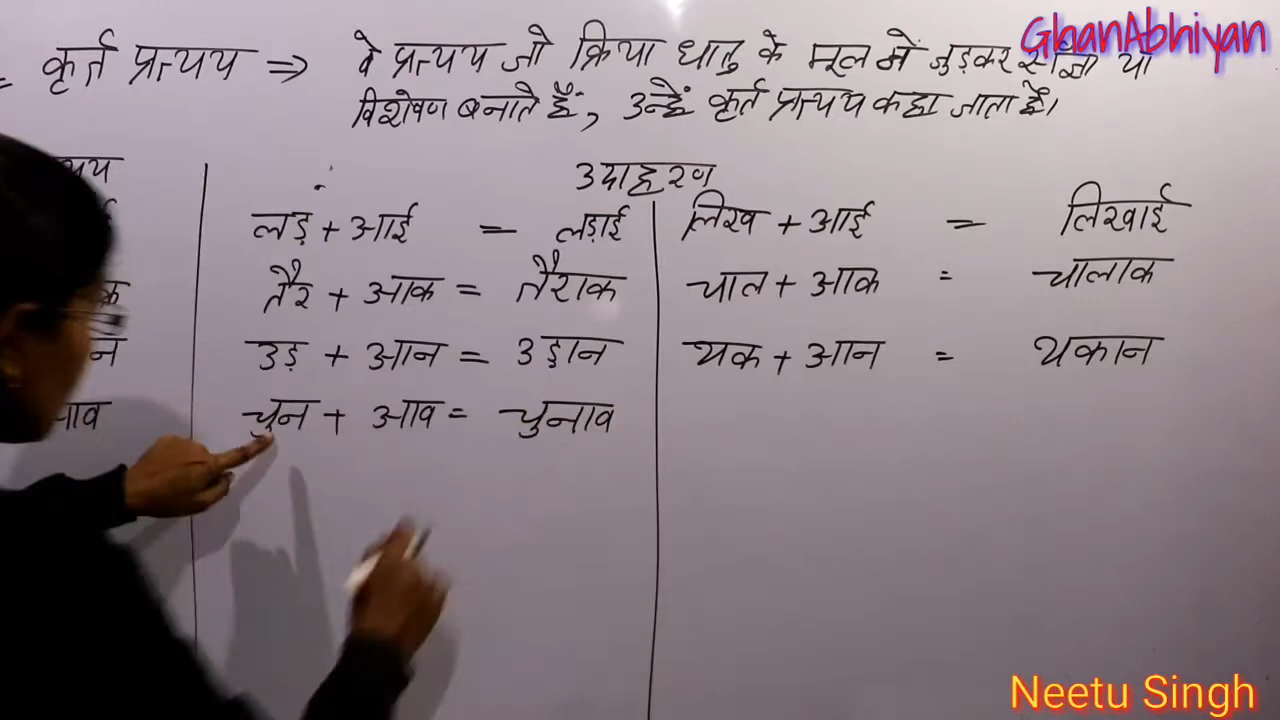 GhanAbhiyan
= कृर्त प्रत्यय ⇒ वे प्रत्यय जो क्रिया धातु के मूल में जुड़कर संज्ञा या
विशेषण बनाते हैं, उन्हें कृर्त प्रत्यय कहा जाता है।
उदाहरण
लड़ + आई = लड़ाई लिख + आई = लिखाई
तैर + आक = तैराक चाल + आक = चालाक
उड़ + आन = उड़ान थक + आन = थकान
चुन + आव = चुनाव
Neetu Singh